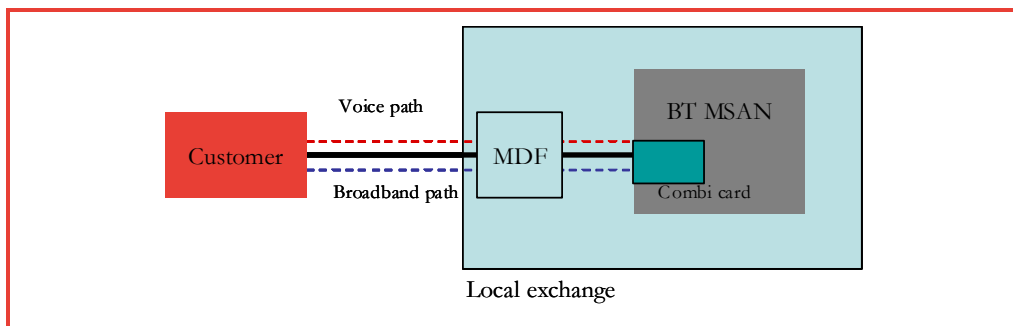 Voice path
BT MSAN
Customer
MDF
Broadband path
Combi card
Local exchange